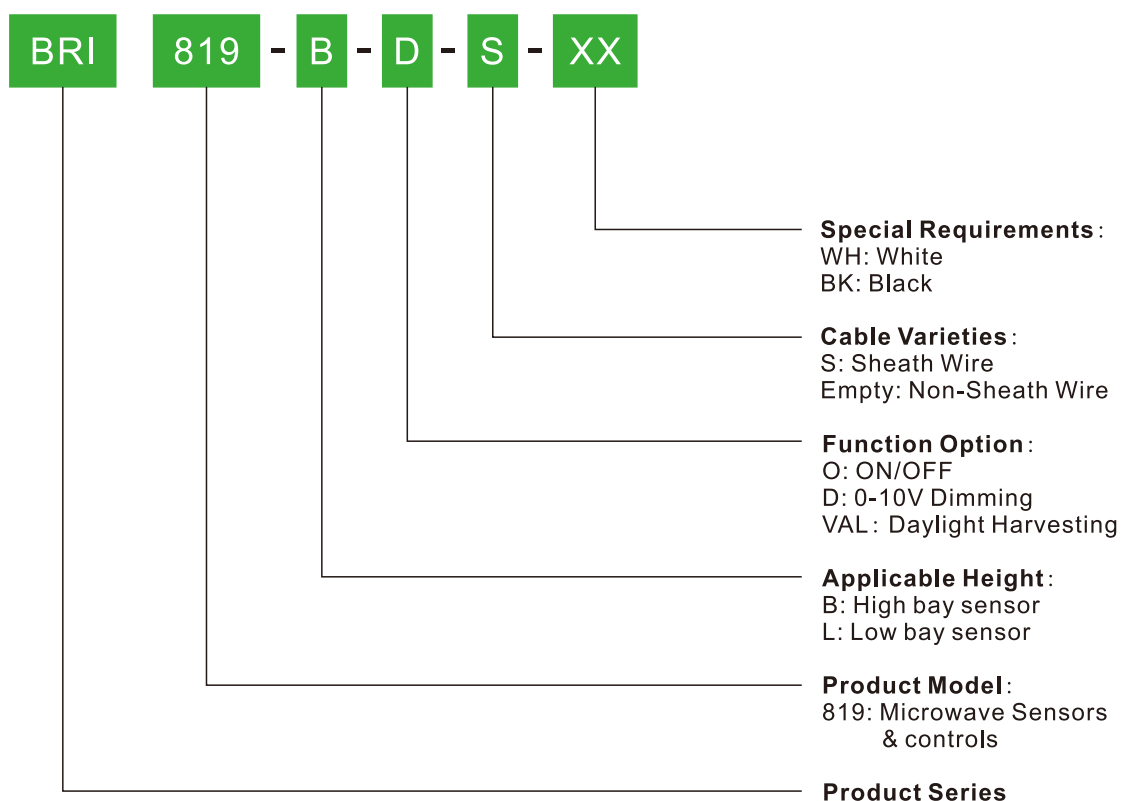 BRI 819 - B - D - S - XX
Special Requirements:
WH: White
BK: Black
Cable Varieties:
S: Sheath Wire
Empty: Non-Sheath Wire
Function Option:
O: ON/OFF
D: 0-10V Dimming
VAL: Daylight Harvesting
Applicable Height:
B: High bay sensor
L: Low bay sensor
Product Model:
819: Microwave Sensors
& controls
Product Series